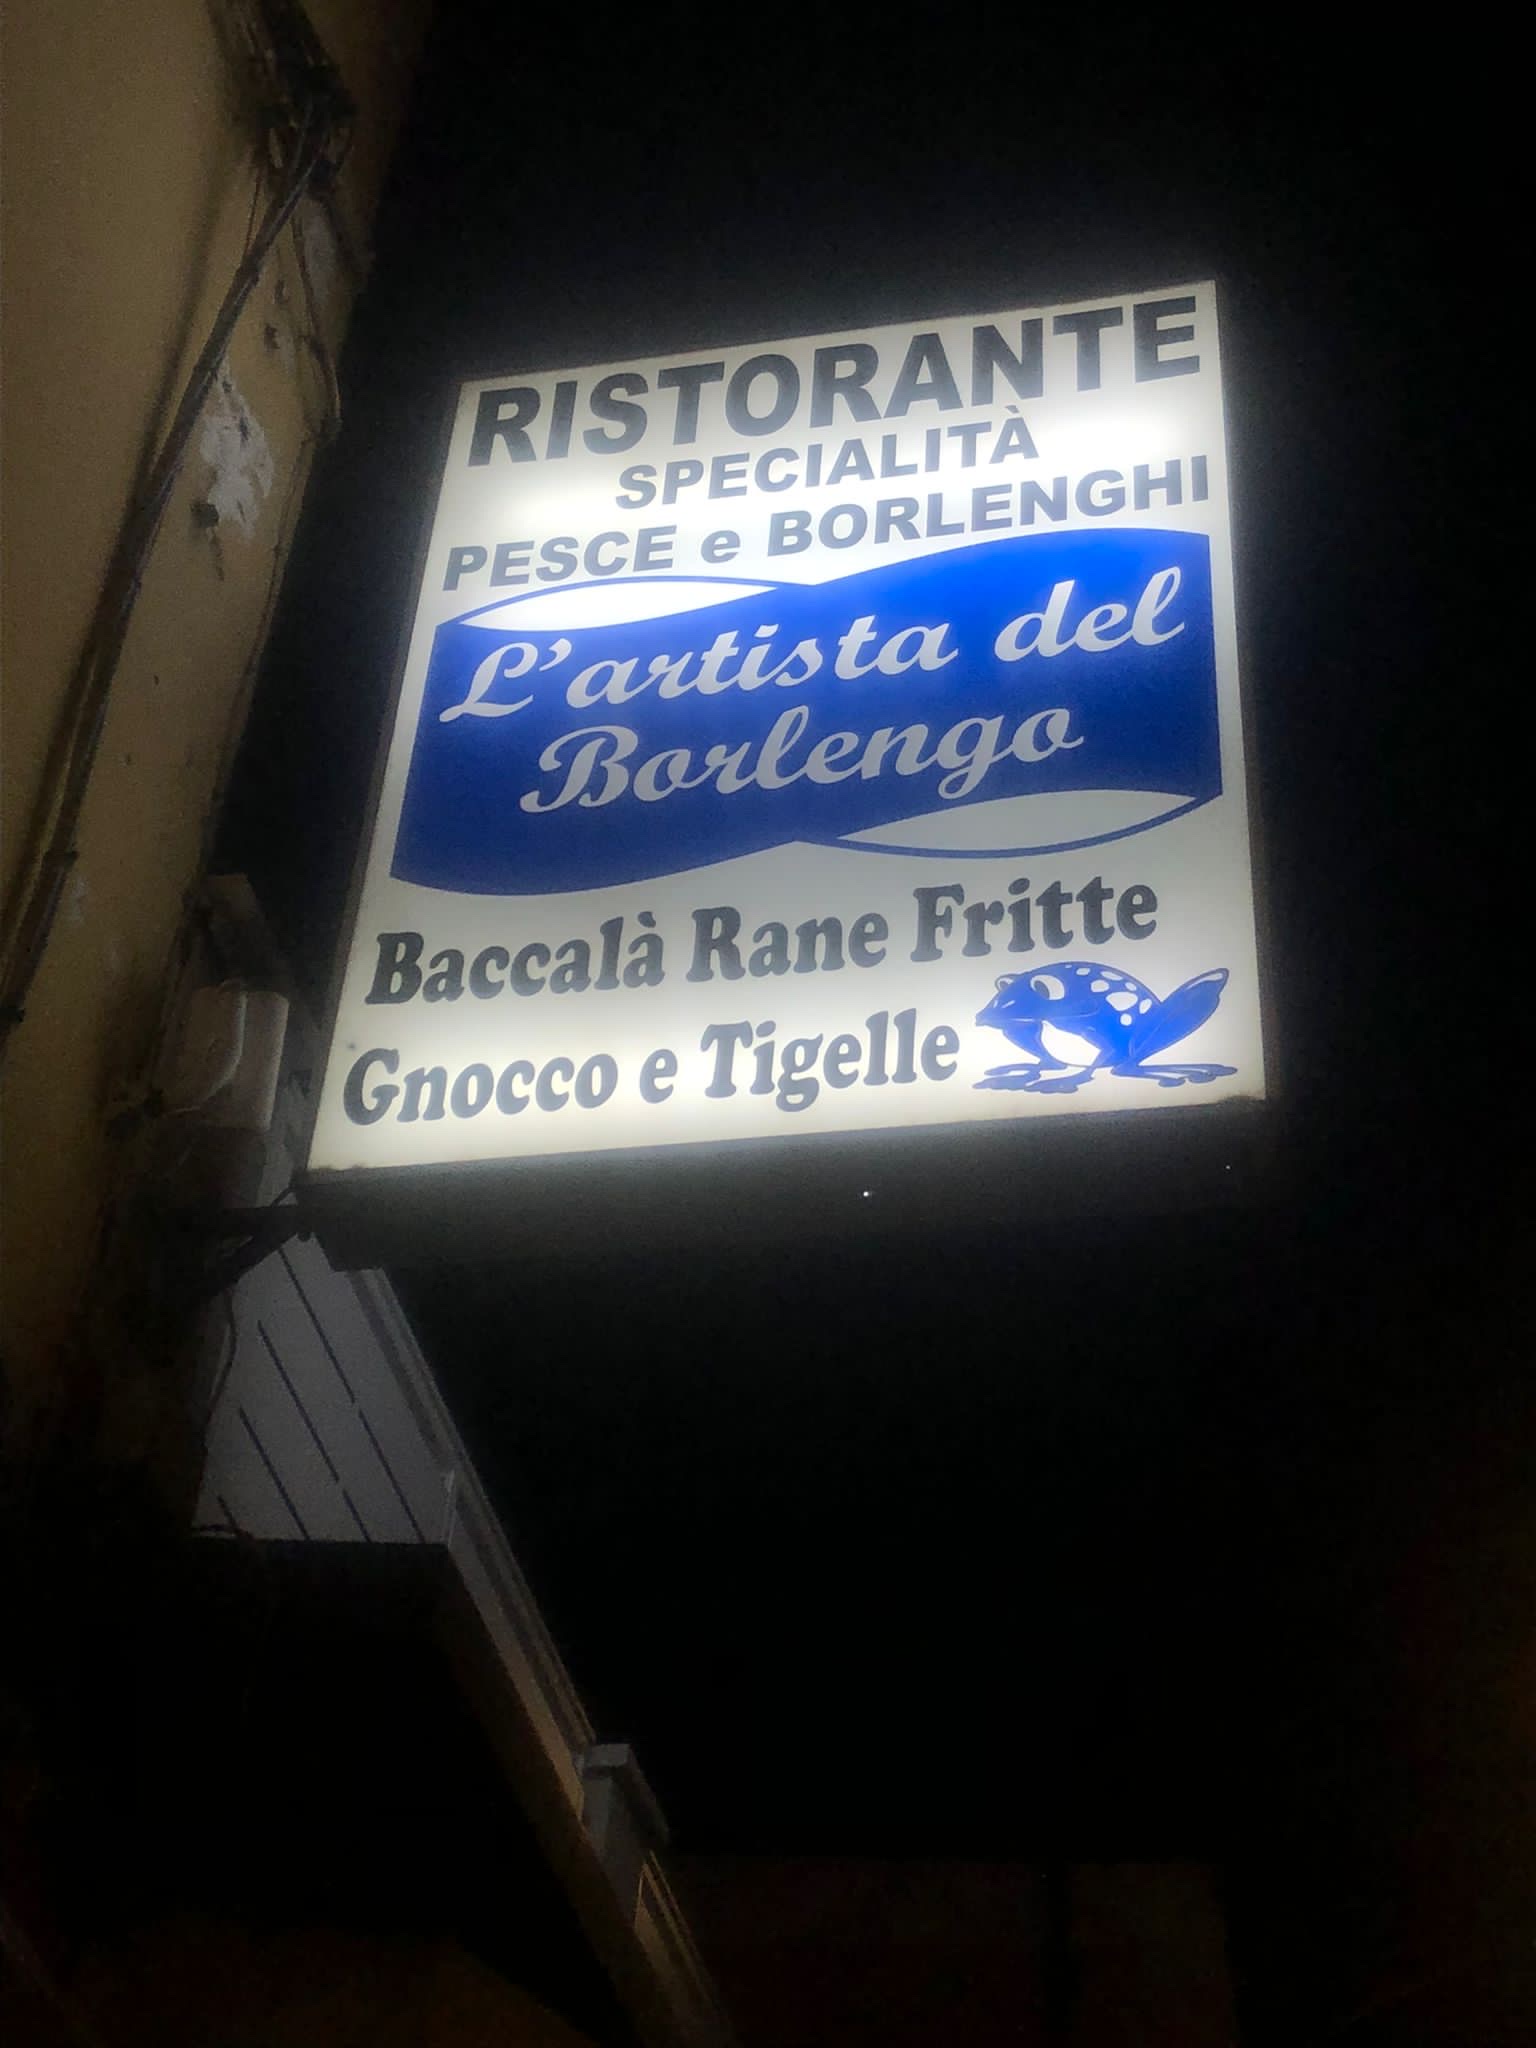 RISTORANTE
SPECIALITÀ
PESCE e BORLENGHI
L'artista del
Borlengo
Baccalà Rane Fritte
Gnocco e Tigelle